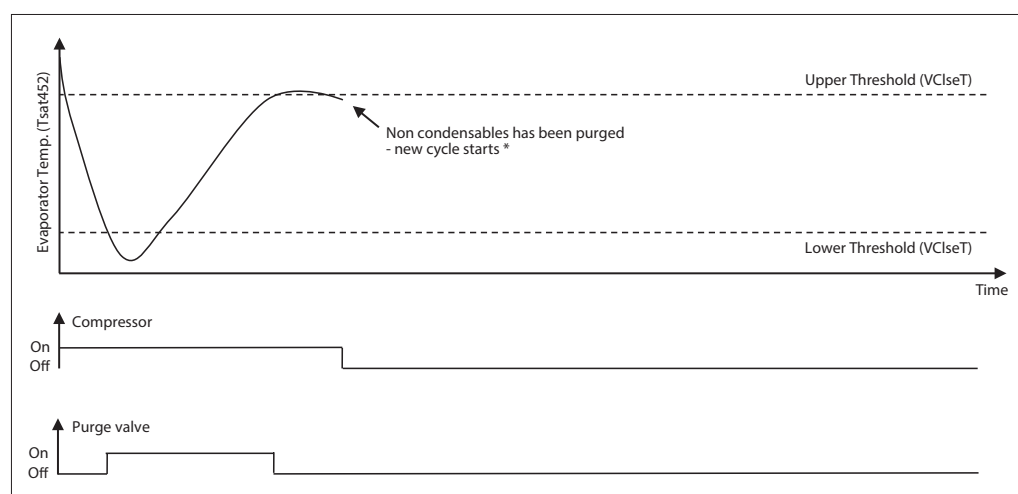 Evaporator Temp. (Tsat452)
Upper Threshold (VClseT)
Non condensables has been purged
- new cycle starts *
Lower Threshold (VClseT)
Time
Compressor
On
Off
Purge valve
On
Off